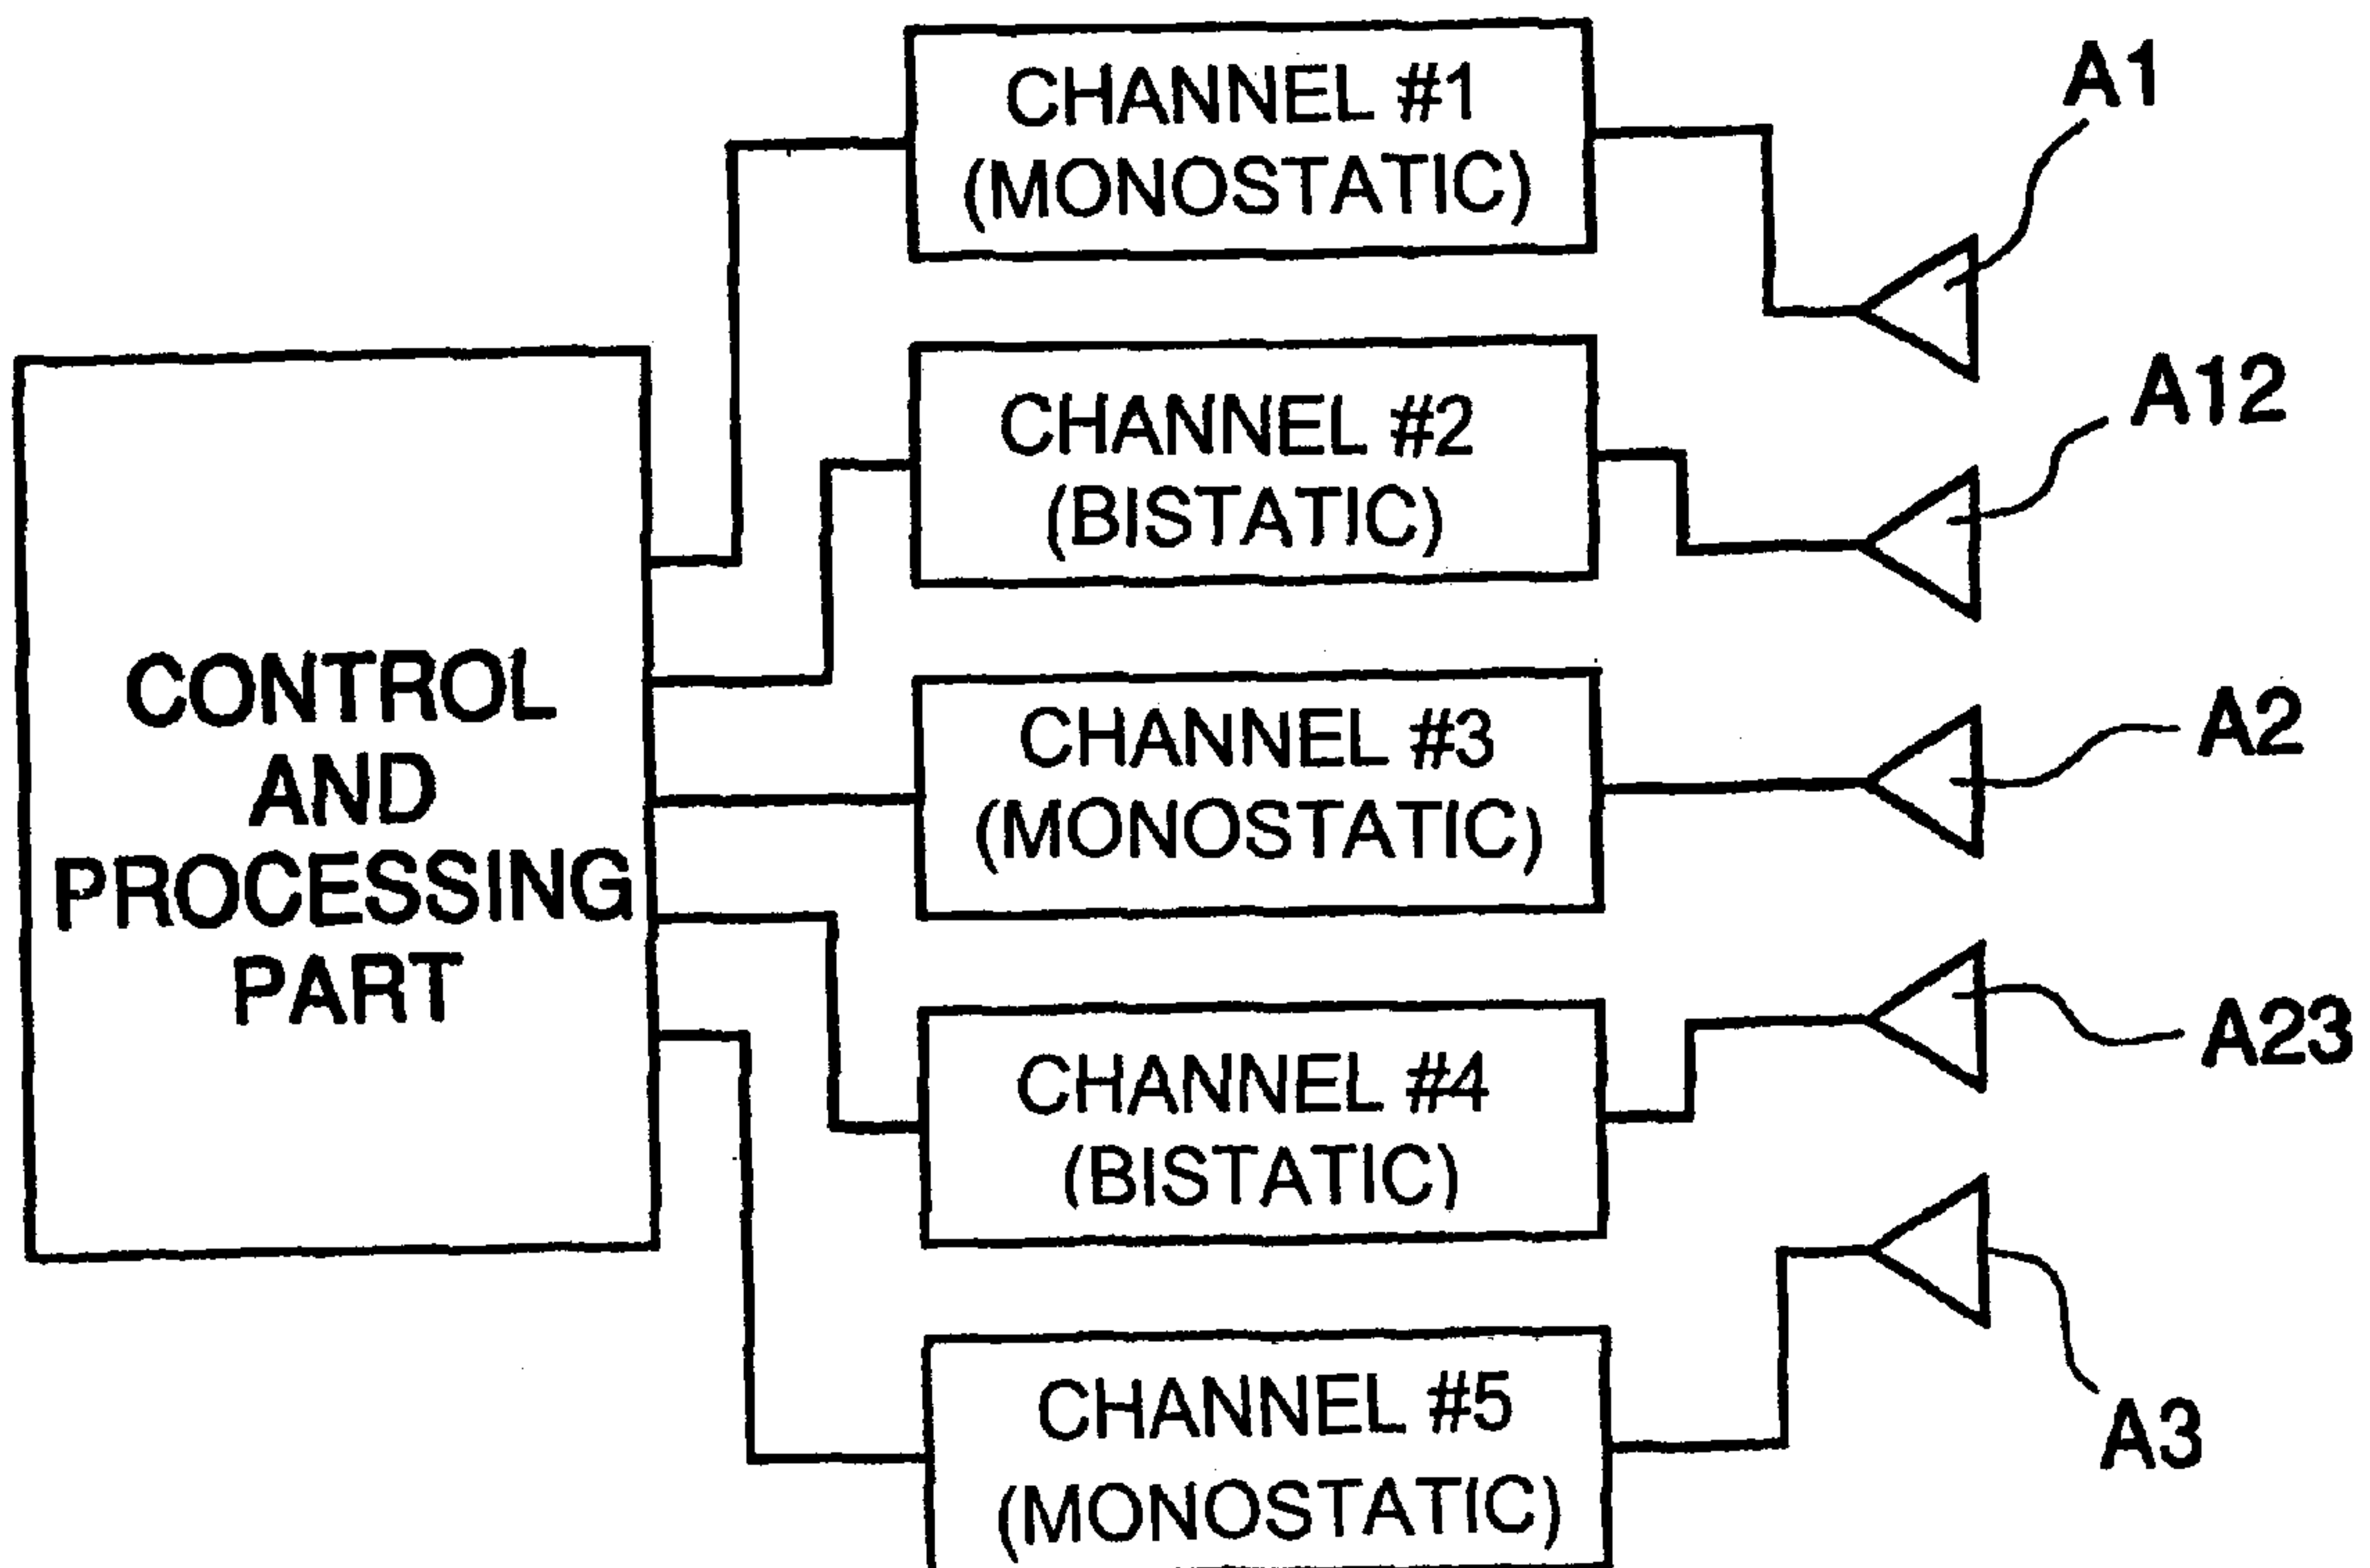 CHANNEL #1
(MONOSTATIC)
A1
CHANNEL #2
(BISTATIC)
A12
CONTROL
AND
PROCESSING
PART
CHANNEL #3
(MONOSTATIC)
A2
CHANNEL #4
(BISTATIC)
A23
CHANNEL #5
(MONOSTATIC)
A3